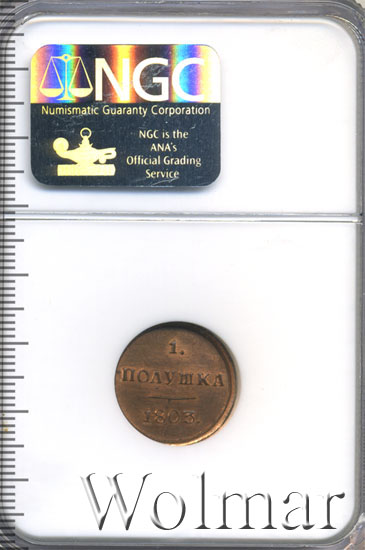 NGC
Numismatic Guaranty Corporation
NGC is the
ANA's
Official Grading
Service
1.
ПОЛУШКА
1803.
Wolmar